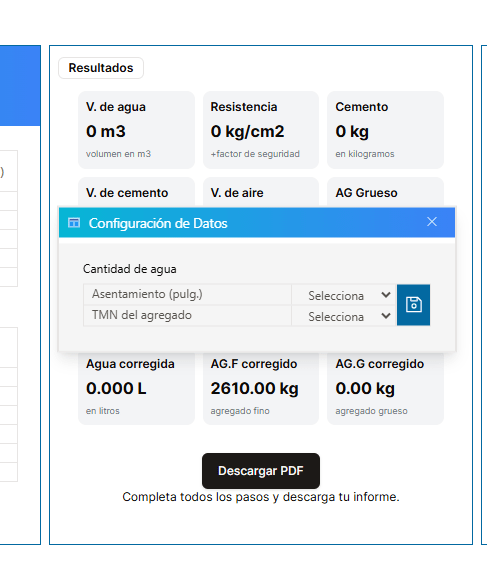 )
Resultados
V. de agua
0 m3
volumen en m3
Resistencia
0 kg/cm2
+factor de seguridad
Cemento
0 kg
en kilogramos
V. de cemento
V. de aire
AG Grueso
Configuración de Datos
Cantidad de agua
Asentamiento (pulg.) Selecciona
TMN del agregado Selecciona
Agua corregida
0.000 L
en litros
AG.F corregido
2610.00 kg
agregado fino
AG.G corregido
0.00 kg
agregado grueso
Descargar PDF
Completa todos los pasos y descarga tu informe.